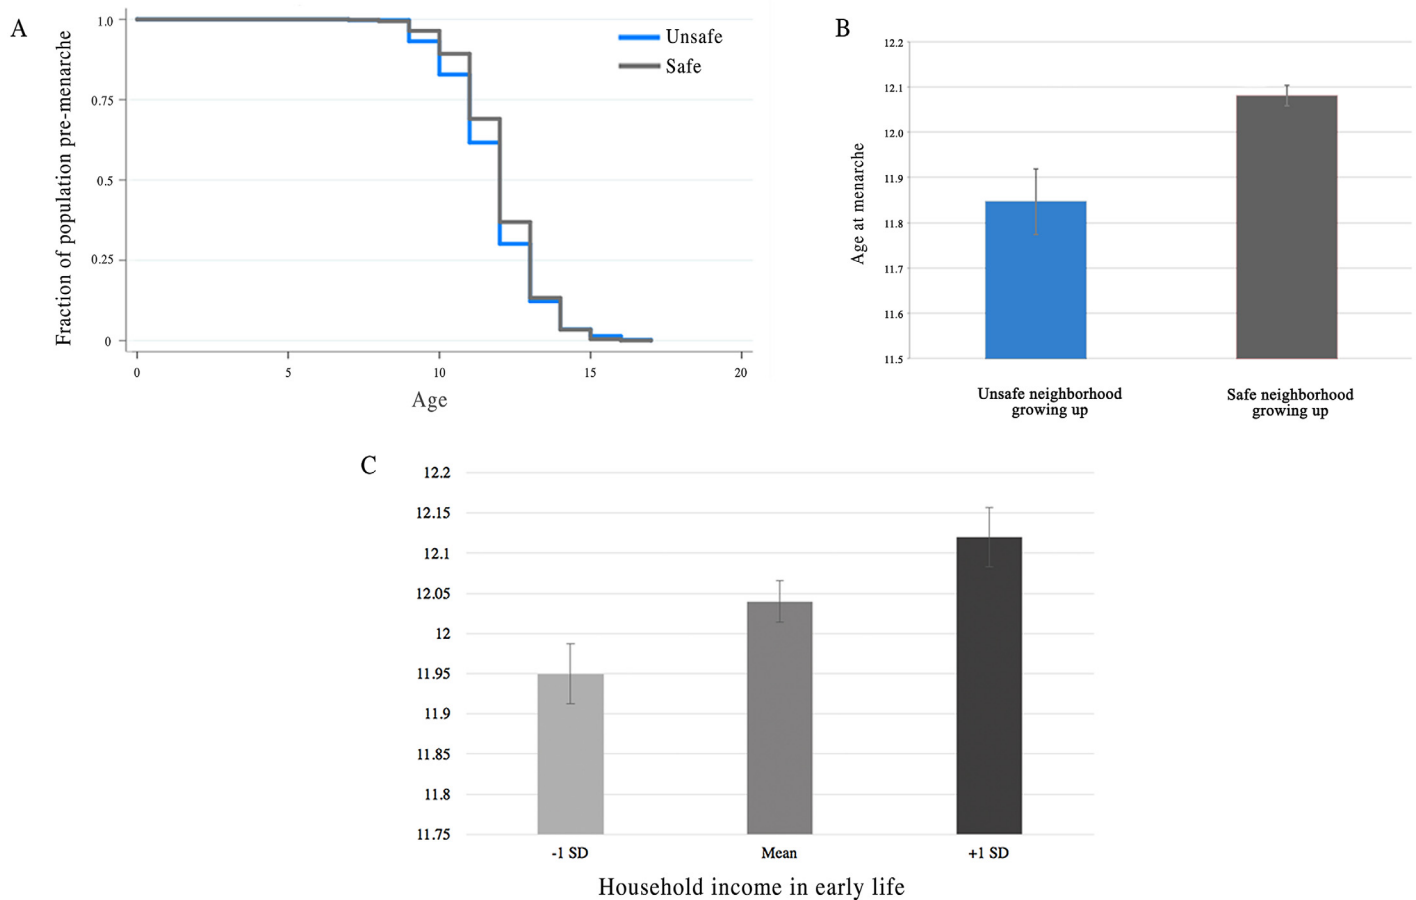 A
Fraction of population pre-menarche
1.0
0.75
0.5
0.25
0
0
5
10
15
20
Age
Unsafe
Safe
B
Age at menarche
12.2
12.1
12.0
11.9
11.8
11.7
11.6
11.5
Unsafe neighborhood
growing up
Safe neighborhood
growing up
C
12.2
12.15
12.1
12.05
12
11.95
11.9
11.85
11.8
11.75
-1 SD
Mean
+1 SD
Household income in early life